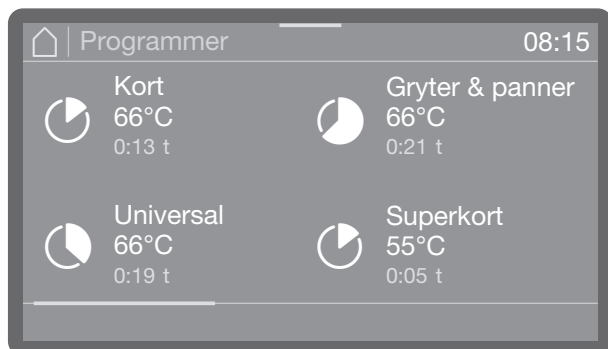 Programmer
08:15
Kort
66°C
0:13 t
Gryter & panner
66°C
0:21 t
Universal
66°C
0:19 t
Superkort
55°C
0:05 t